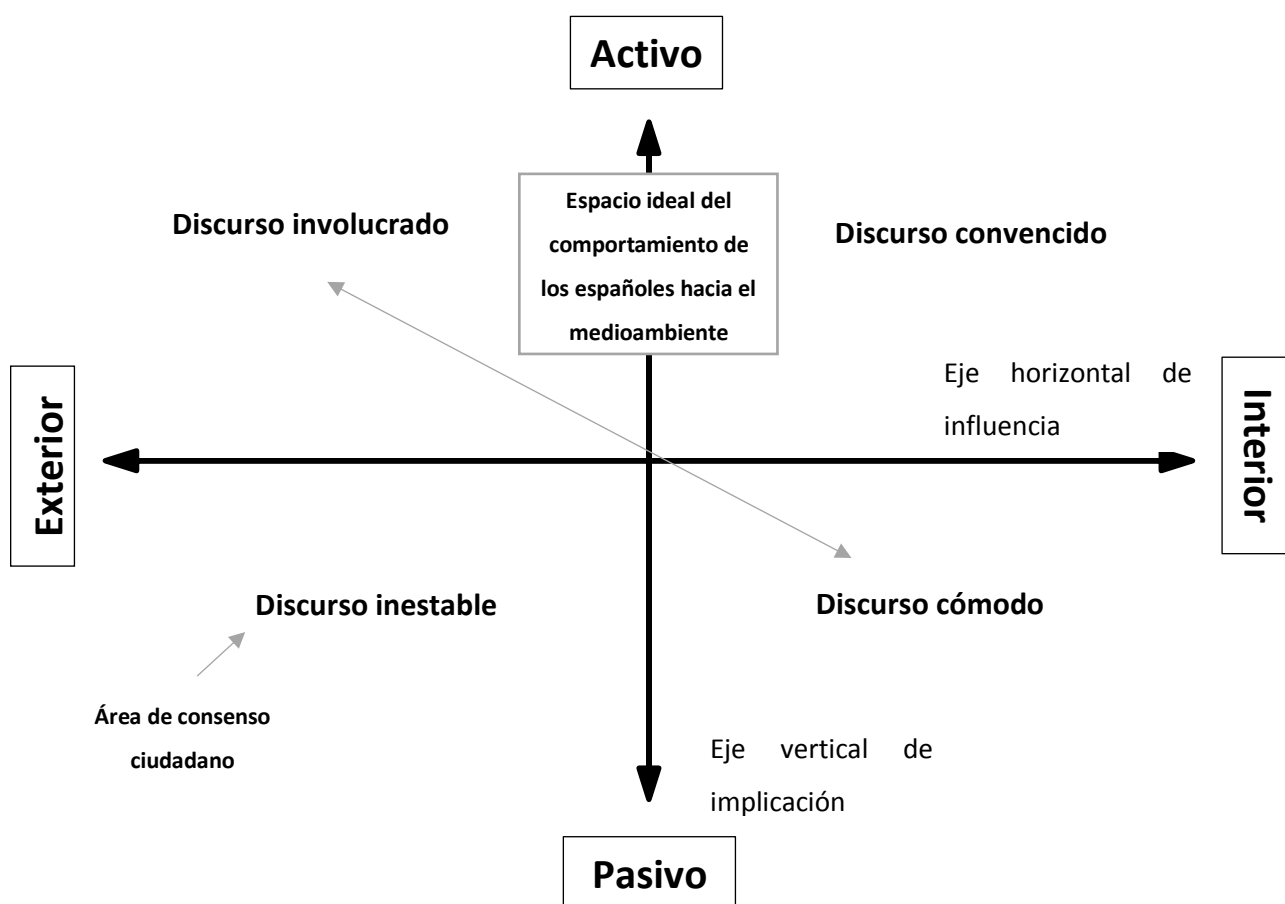 Activo
Espacio ideal del
comportamiento de
los españoles hacia el
medioambiente
Discurso involucrado
Discurso convencido
Eje horizontal de
influencia
Exterior
Interior
Discurso inestable
Discurso cómodo
Área de consenso
ciudadano
Eje vertical de
implicación
Pasivo